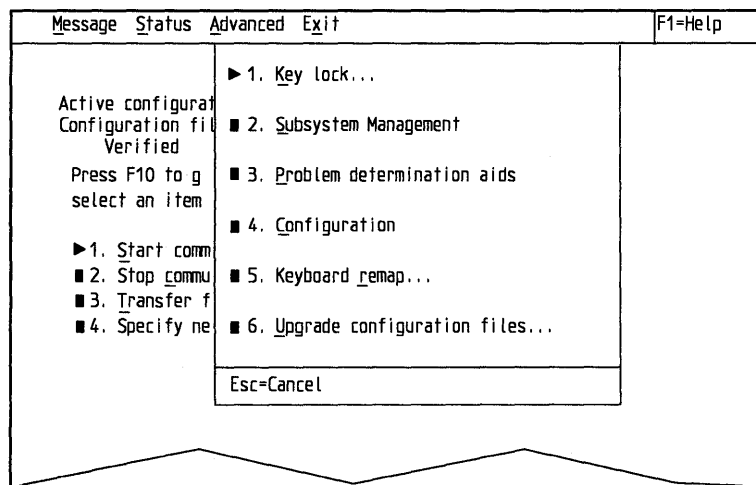 Message Status Advanced Exit F1=Help
▶1. Key lock...
Active configurat
Configuration fil
■ 2. Subsystem Management
Verified
Press F10 to g
■ 3. Problem determination aids
select an item
■ 4. Configuration
▶1. Start comm
■ 2. Stop commu
■ 5. Keyboard remap...
■ 3. Transfer f
■ 4. Specify ne
■ 6. Upgrade configuration files...
Esc=Cancel